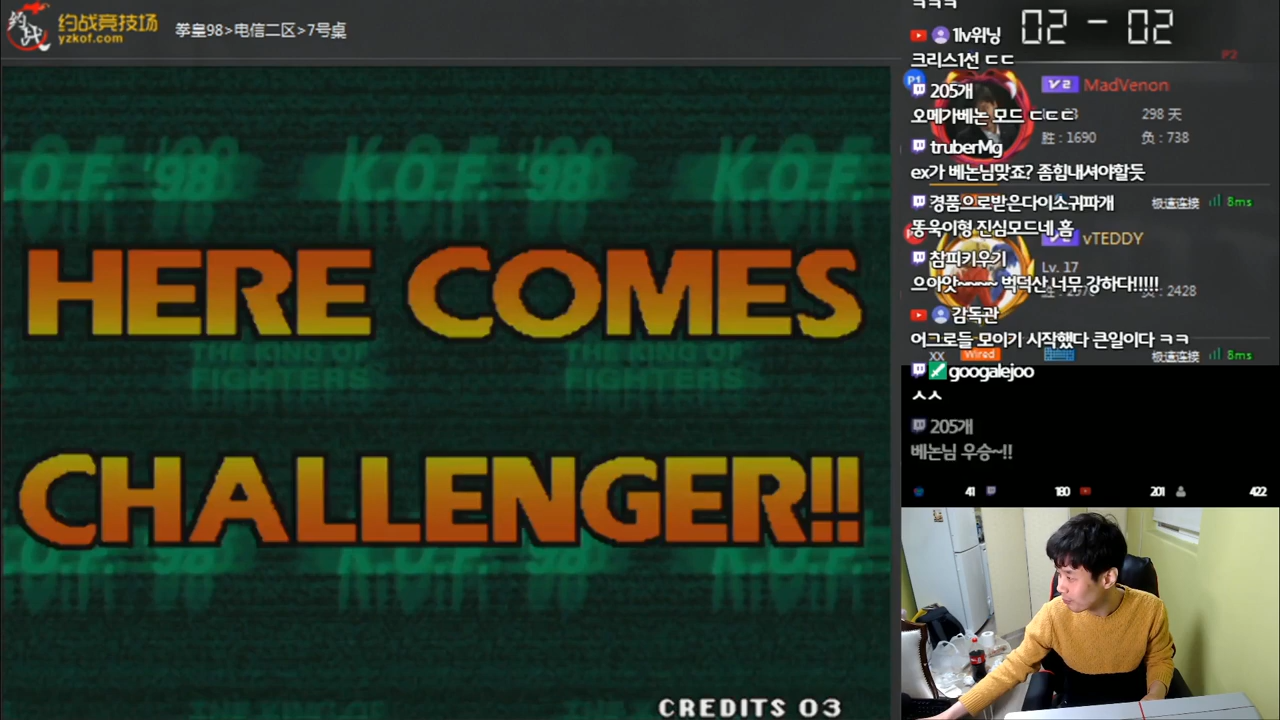 约战竞技场
yzkof.com
拳皇98>电信二区>7号桌
K.O.F. '98
K.O.F.
HERE COMES
CHALLENGER!!
CREDITS 03
ㅋㅋㅋ
02 - 02
1lv위닝
크리스1선 ㄷㄷ
P2
P1
V2 MadVenon
205개
298 天
오메가베논 모드 ㄷㄷㄷ
胜 : 1690
负 : 738
truberMg
ex가 베논님맞죠? 좀힘내셔야할듯
경품으로받은다이소귀파개
极速连接
8ms
똥욱이형 진심모드네 흠
vTEDDY
참피키우기
Lv. 17
으아앗~~~~ 벅덕산 너무 강하다!!!!!
2428
감독관
어그로들 모이기 시작했다 큰일이다 ㅋㅋ
XX
Wired
极速连接
8ms
googalejoo
ㅅㅅ
205개
베논님 우승~!!
41
180
201
422